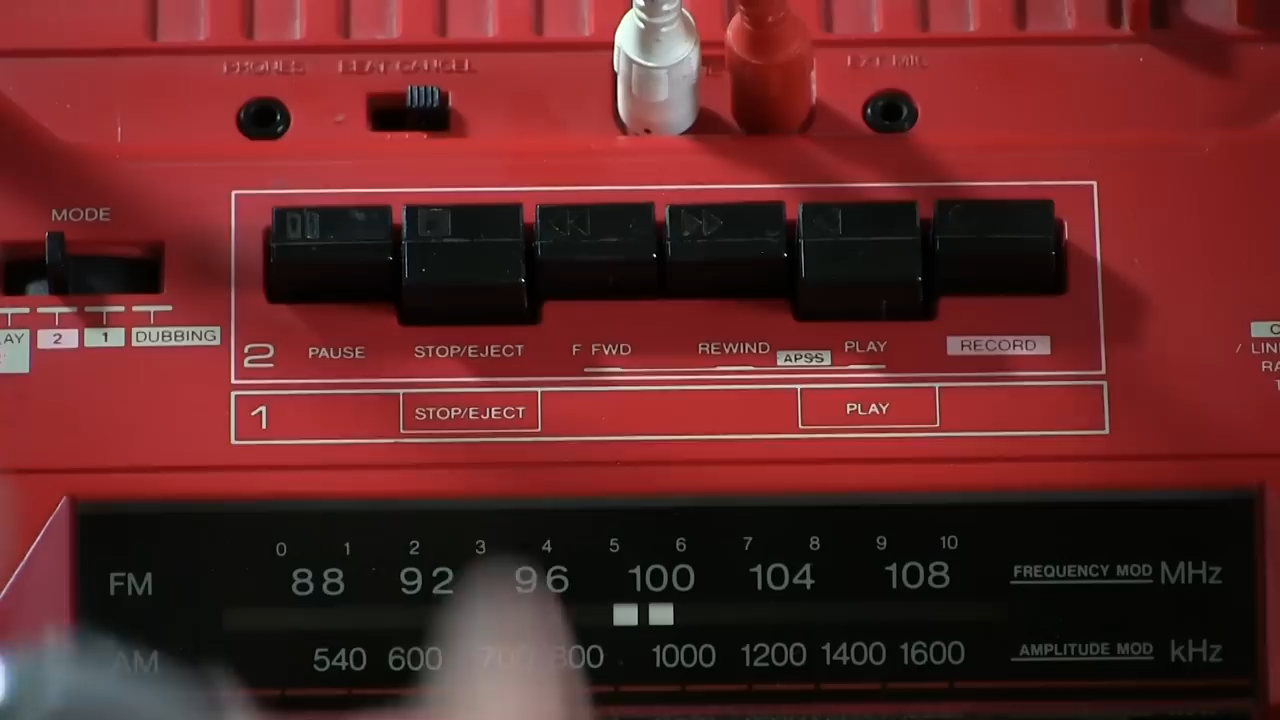 PHONES BEAT CANCEL EXT MIC
MODE
2 1 DUBBING
2 PAUSE STOP/EJECT F FWD REWIND APSS PLAY RECORD
1 STOP/EJECT PLAY
0 1 2 3 4 5 6 7 8 9 10
FM 88 92 96 100 104 108 FREQUENCY MOD MHz
AM 540 600 800 1000 1200 1400 1600 AMPLITUDE MOD kHz